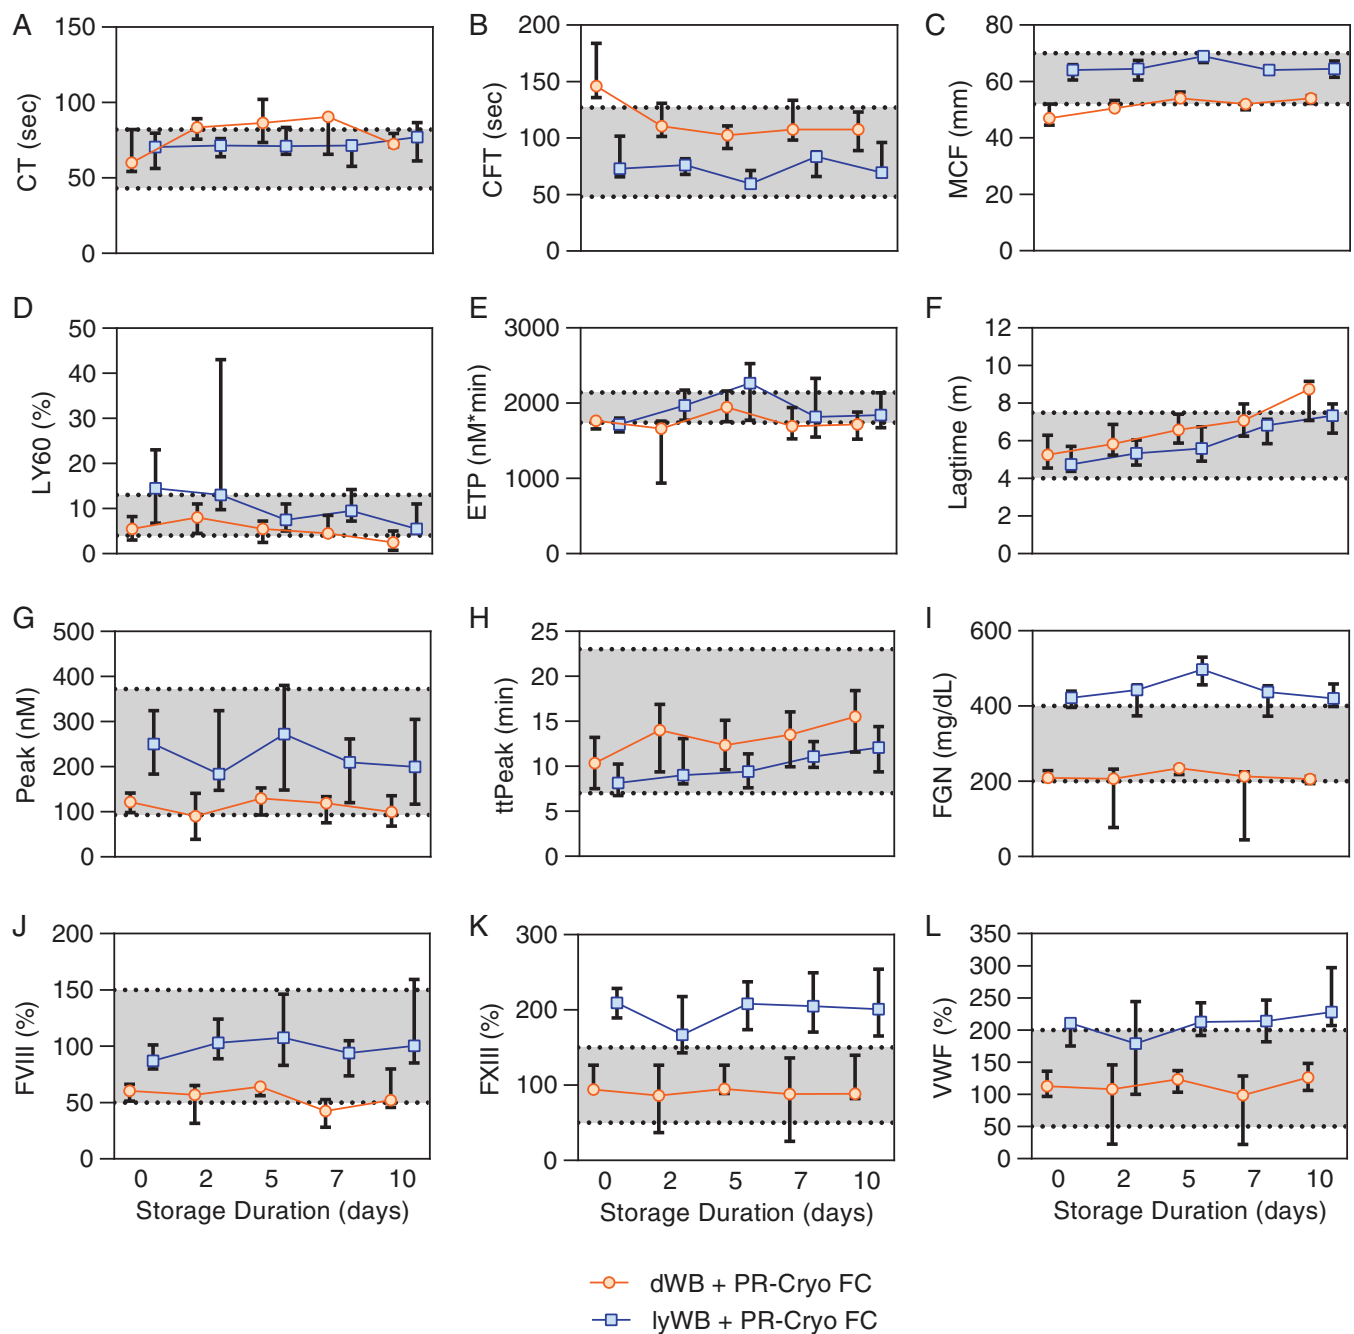 A
150
100
50
0
CT (sec)
B
200
150
100
50
0
CFT (sec)
C
80
60
40
20
0
MCF (mm)
D
50
40
30
20
10
0
LY60 (%)
E
3000
2000
1000
0
ETP (nM*min)
F
12
10
8
6
4
2
0
Lagtime (m)
G
500
400
300
200
100
0
Peak (nM)
H
25
20
15
10
5
0
ttPeak (min)
I
600
400
200
0
FGN (mg/dL)
J
200
150
100
50
0
FVIII (%)
0 2 5 7 10
Storage Duration (days)
K
300
200
100
0
FXIII (%)
0 2 5 7 10
Storage Duration (days)
L
350
300
250
200
150
100
50
0
VWF (%)
0 2 5 7 10
Storage Duration (days)
dWB + PR-Cryo FC
lyWB + PR-Cryo FC